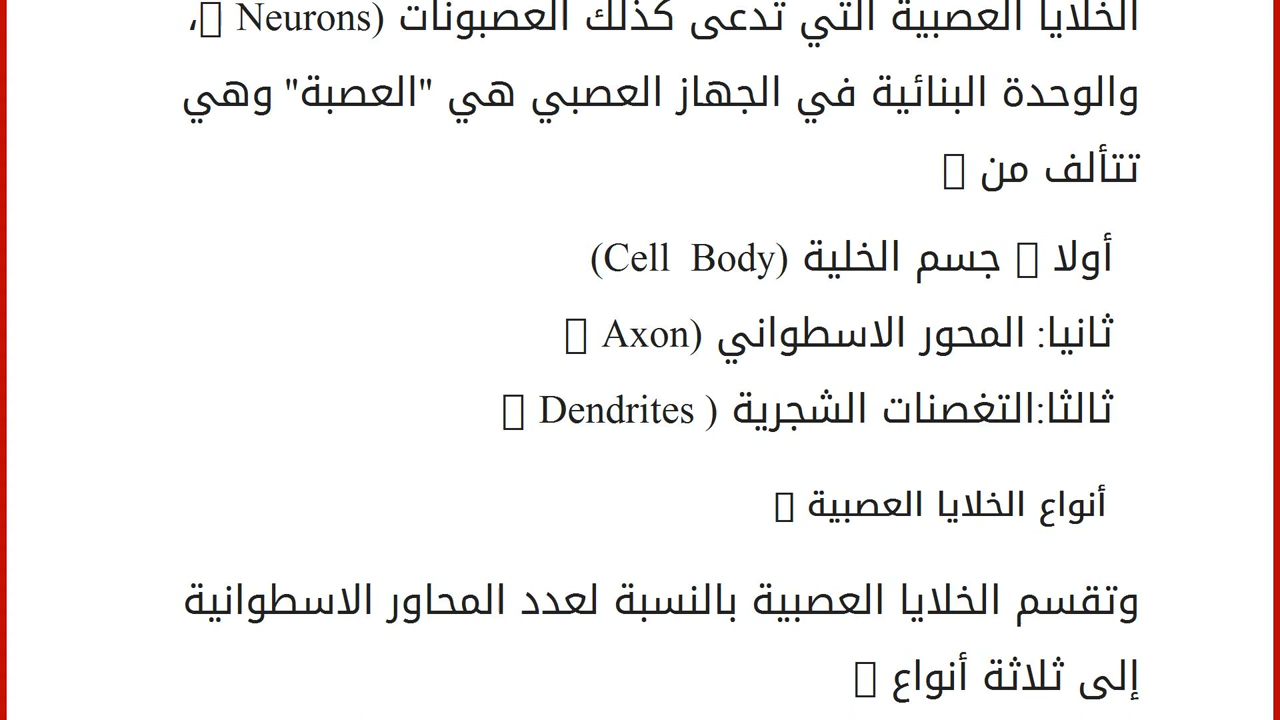 الخلايا العصبية التي تدعى كذلك العصبونات (Neurons ▯،
والوحدة البنائية في الجهاز العصبي هي "العصبة" وهي
تتألف من ▯
أولا ▯ جسم الخلية (Cell Body)
ثانيا: المحور الاسطواني (Axon ▯
ثالثا:التغصنات الشجرية ( Dendrites ▯
أنواع الخلايا العصبية ▯
وتقسم الخلايا العصبية بالنسبة لعدد المحاور الاسطوانية
إلى ثلاثة أنواع ▯